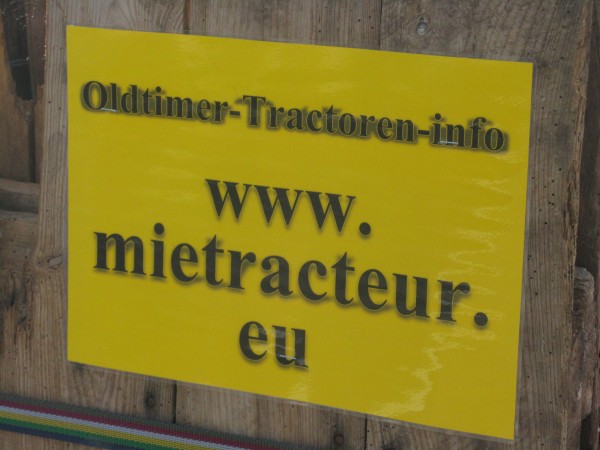 Oldtimer-Tractoren-info
www.
mietracteur.
eu